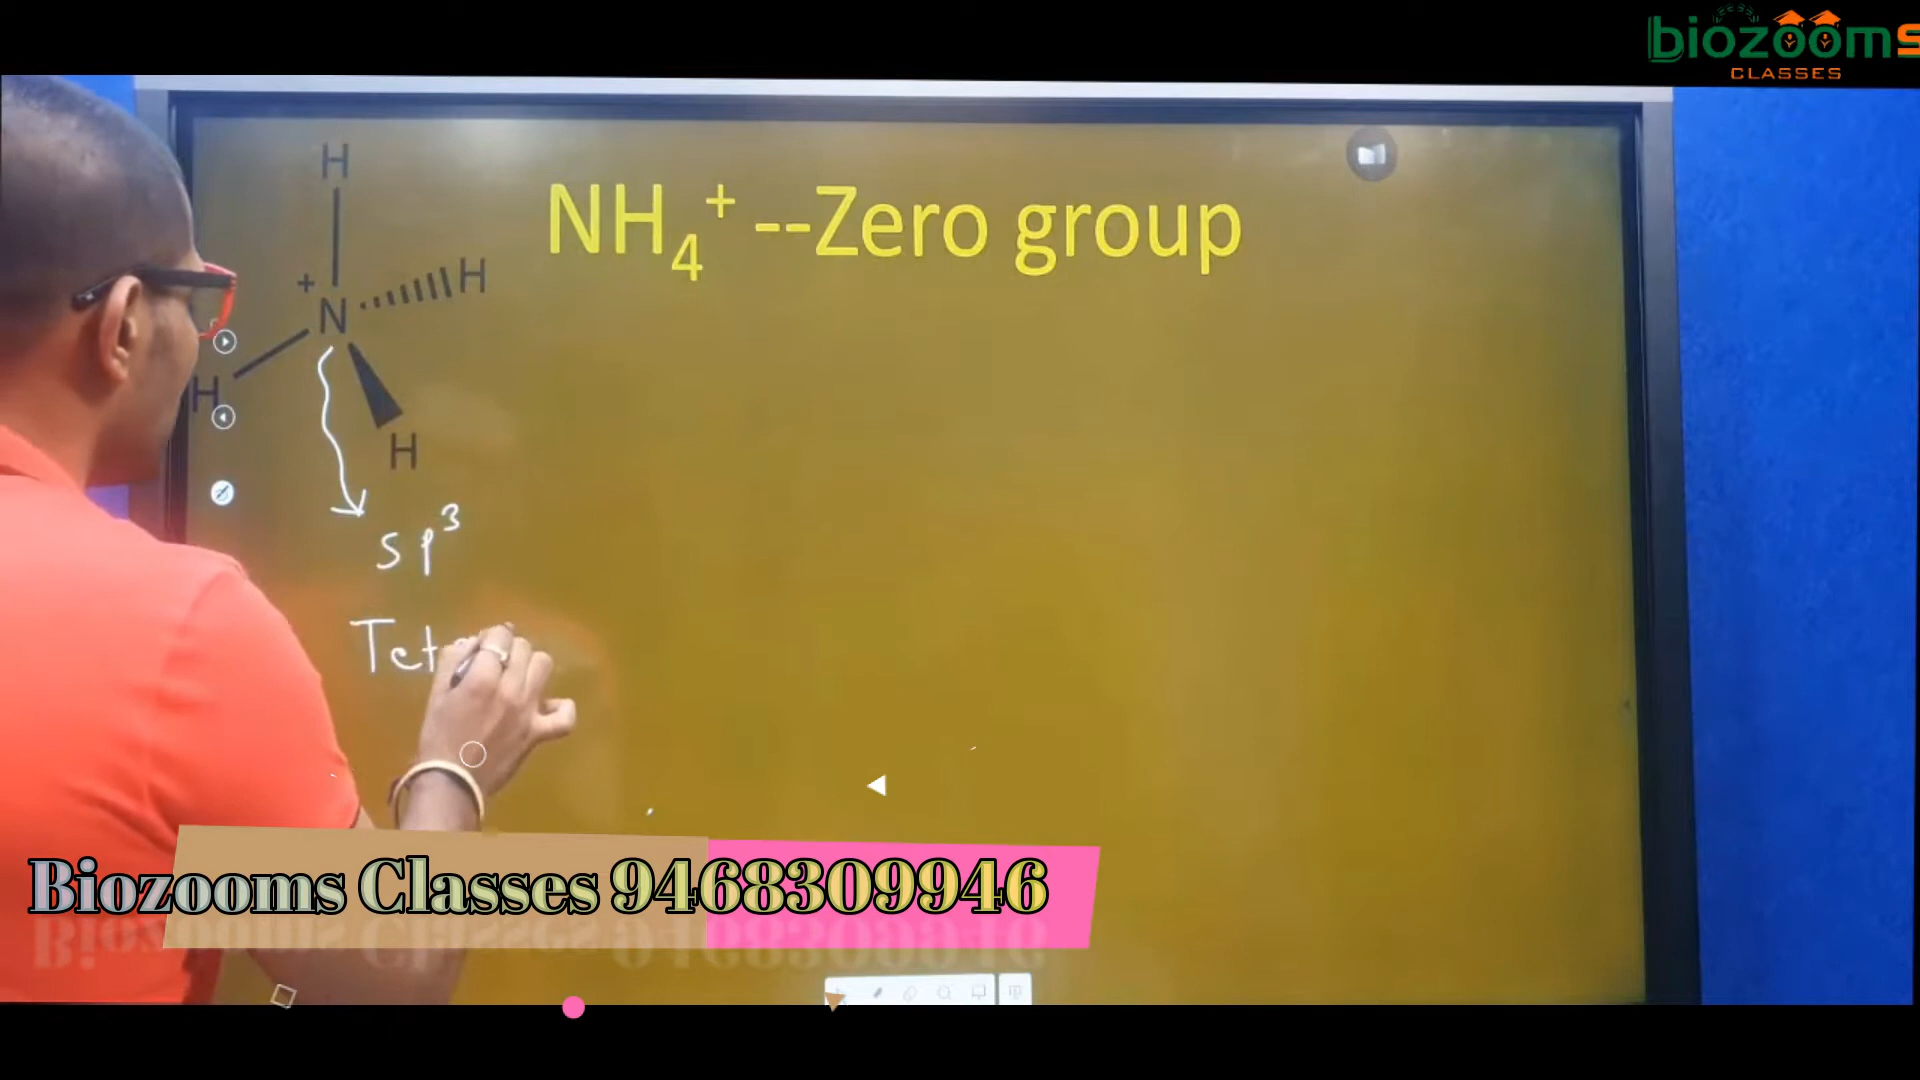 biozooms
CLASSES
H
NH₄⁺ --Zero group
+
H
N
H
H
sp³
Tet
Biozooms Classes 9468309946